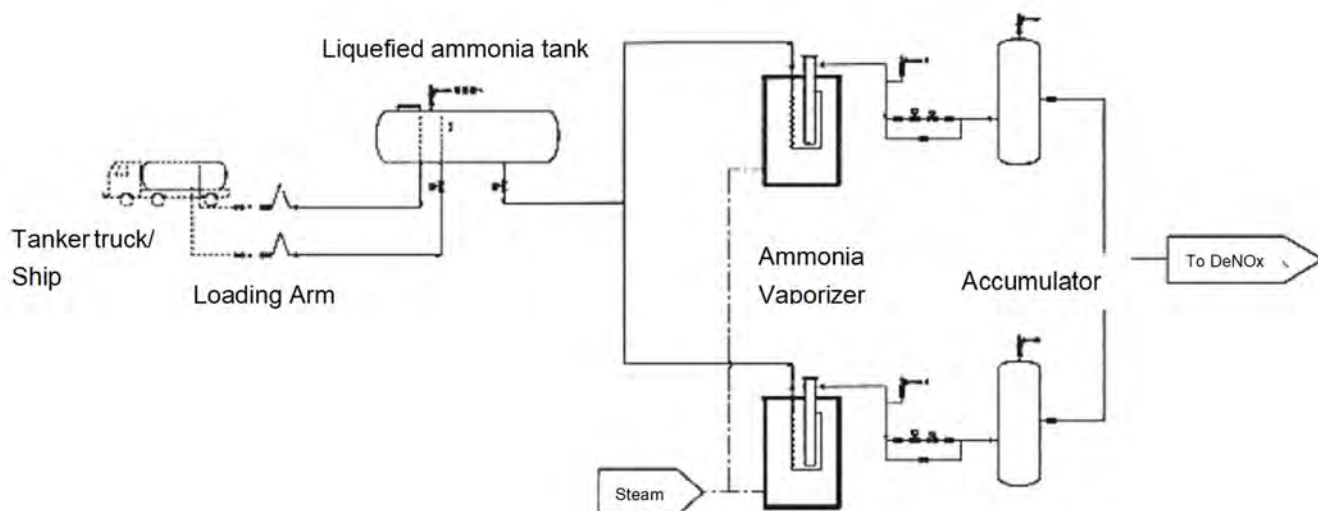 Liquefied ammonia tank
Tanker truck/
Ship
Loading Arm
Ammonia
Vaporizer
Accumulator
To DeNOx
Steam